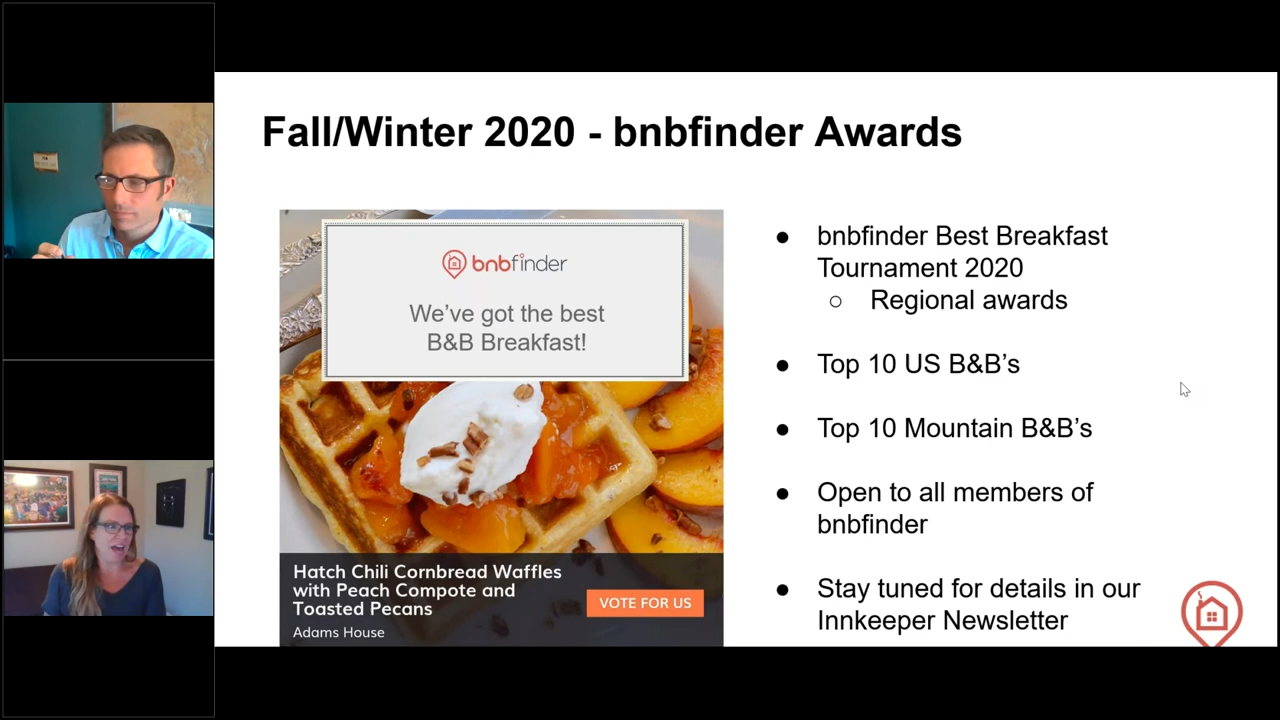 Fall/Winter 2020 - bnbfinder Awards
bnbfinder
We've got the best
B&B Breakfast!
Hatch Chili Cornbread Waffles
with Peach Compote and
Toasted Pecans
Adams House
VOTE FOR US
● bnbfinder Best Breakfast
Tournament 2020
○ Regional awards
● Top 10 US B&B's
● Top 10 Mountain B&B's
● Open to all members of
bnbfinder
● Stay tuned for details in our
Innkeeper Newsletter